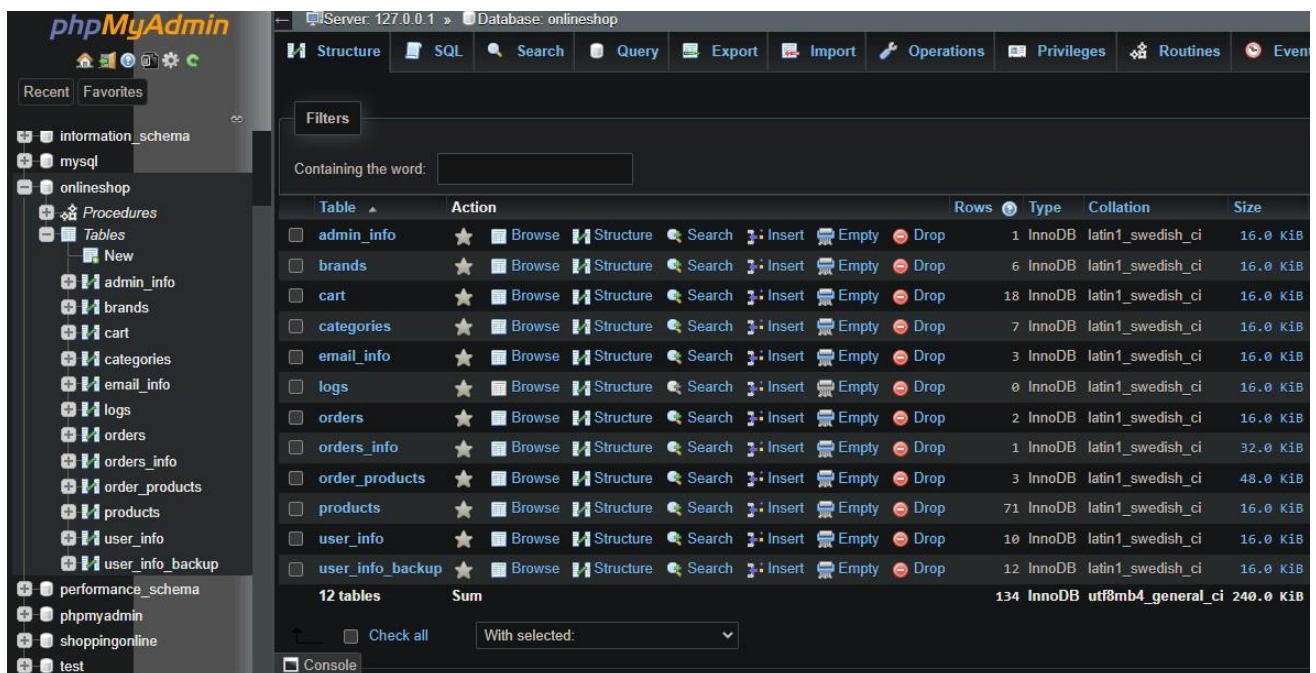 phpMyAdmin
Recent Favorites
information_schema
mysql
onlineshop
Procedures
Tables
New
admin_info
brands
cart
categories
email_info
logs
orders
orders_info
order_products
products
user_info
user_info_backup
performance_schema
phpmyadmin
shoppingonline
test
Server: 127.0.0.1 » Database: onlineshop
Structure SQL Search Query Export Import Operations Privileges Routines Event
Filters
Containing the word:
Table Action Rows Type Collation Size
admin_info Browse Structure Search Insert Empty Drop 1 InnoDB latin1_swedish_ci 16.0 KiB
brands Browse Structure Search Insert Empty Drop 6 InnoDB latin1_swedish_ci 16.0 KiB
cart Browse Structure Search Insert Empty Drop 18 InnoDB latin1_swedish_ci 16.0 KiB
categories Browse Structure Search Insert Empty Drop 7 InnoDB latin1_swedish_ci 16.0 KiB
email_info Browse Structure Search Insert Empty Drop 3 InnoDB latin1_swedish_ci 16.0 KiB
logs Browse Structure Search Insert Empty Drop 0 InnoDB latin1_swedish_ci 16.0 KiB
orders Browse Structure Search Insert Empty Drop 2 InnoDB latin1_swedish_ci 16.0 KiB
orders_info Browse Structure Search Insert Empty Drop 1 InnoDB latin1_swedish_ci 32.0 KiB
order_products Browse Structure Search Insert Empty Drop 3 InnoDB latin1_swedish_ci 48.0 KiB
products Browse Structure Search Insert Empty Drop 71 InnoDB latin1_swedish_ci 16.0 KiB
user_info Browse Structure Search Insert Empty Drop 10 InnoDB latin1_swedish_ci 16.0 KiB
user_info_backup Browse Structure Search Insert Empty Drop 12 InnoDB latin1_swedish_ci 16.0 KiB
12 tables Sum 134 InnoDB utf8mb4_general_ci 240.0 KiB
Check all With selected:
Console